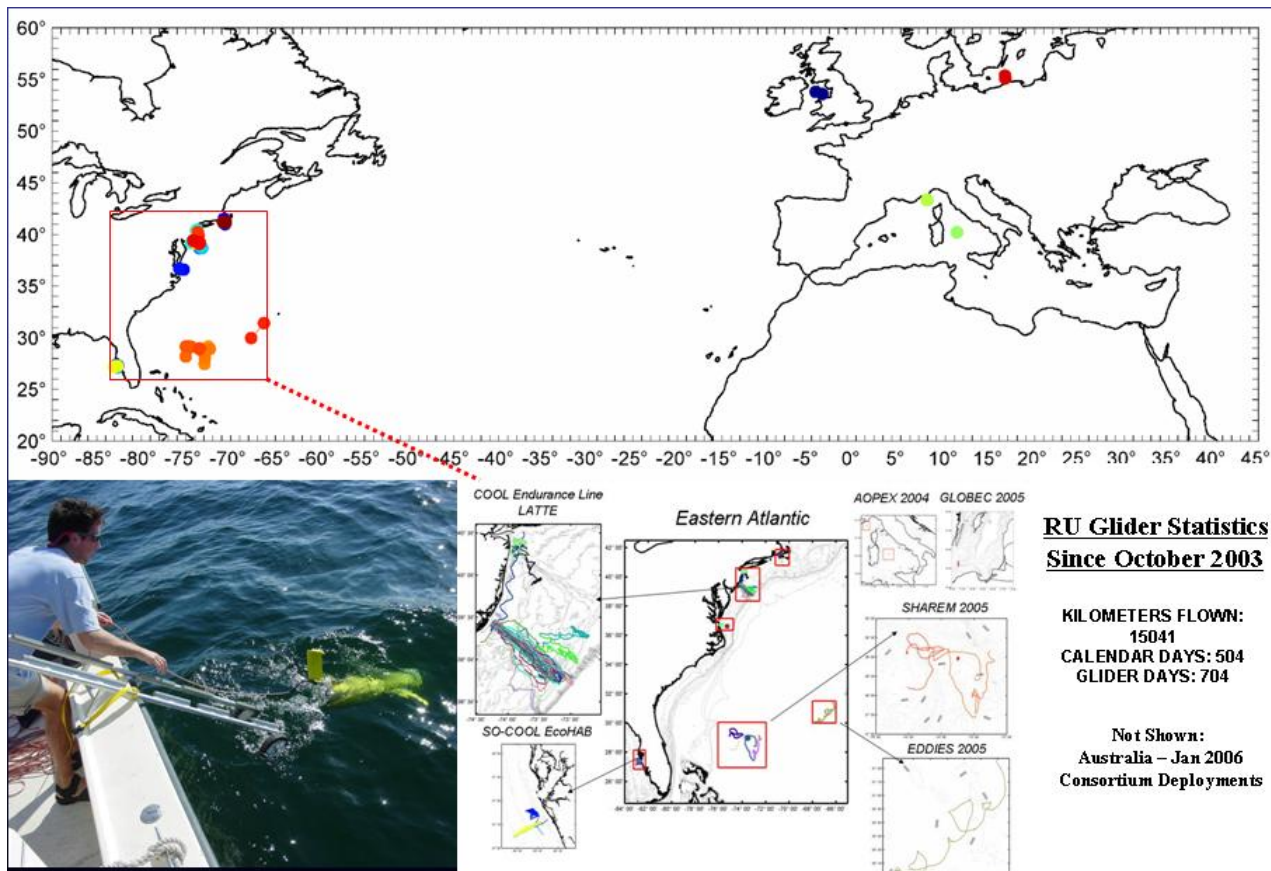 60°
55°
50°
45°
40°
35°
30°
25°
20°
-90° -85° -80° -75° -70° -65° -60° -55° -50° -45° -40° -35° -30° -25° -20° -15° -10° -5° 0° 5° 10° 15° 20° 25° 30° 35° 40° 45°
COOL Endurance Line
LATTE
Eastern Atlantic
AOPEX 2004
GLOBEC 2005
SHAREM 2005
SO-COOL EcoHAB
EDDIES 2005
RU Glider Statistics
Since October 2003
KILOMETERS FLOWN:
15041
CALENDAR DAYS: 504
GLIDER DAYS: 704
Not Shown:
Australia – Jan 2006
Consortium Deployments